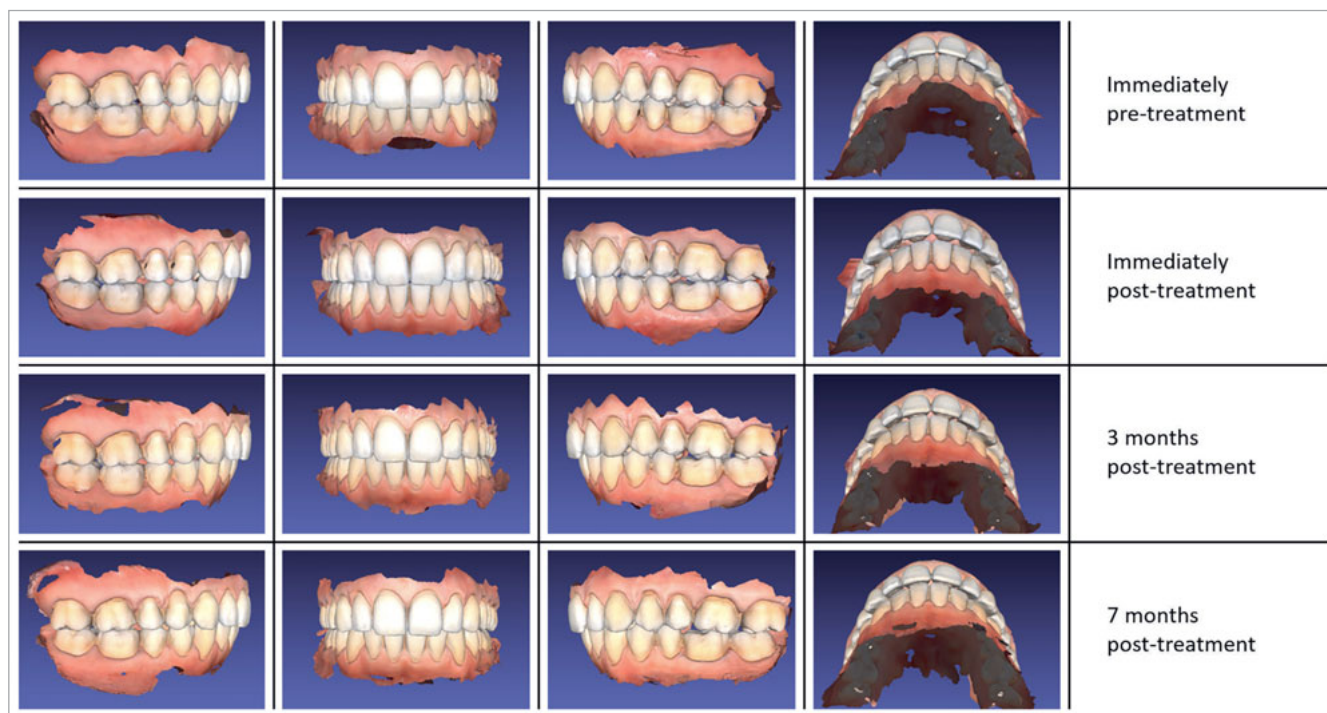 Immediately
pre-treatment
Immediately
post-treatment
3 months
post-treatment
7 months
post-treatment